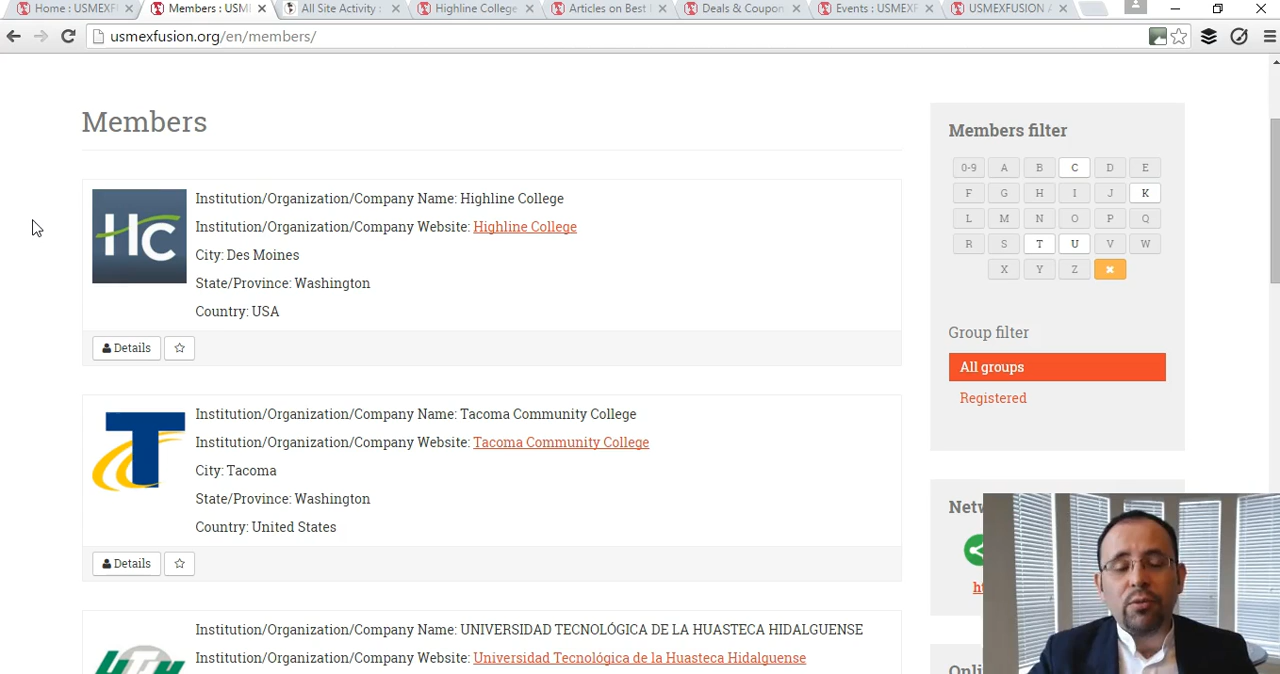 Home : USMEXF
Members : USM
All Site Activity :
Highline College
Articles on Best
Deals & Coupon
Events : USMEXF
USMEXFUSION A
usmexfusion.org/en/members/
Members
HC
Institution/Organization/Company Name: Highline College
Institution/Organization/Company Website: Highline College
City: Des Moines
State/Province: Washington
Country: USA
Details
T
Institution/Organization/Company Name: Tacoma Community College
Institution/Organization/Company Website: Tacoma Community College
City: Tacoma
State/Province: Washington
Country: United States
Details
Institution/Organization/Company Name: UNIVERSIDAD TECNOLÓGICA DE LA HUASTECA HIDALGUENSE
Institution/Organization/Company Website: Universidad Tecnológica de la Huasteca Hidalguense
Members filter
0-9 A B C D E
F G H I J K
L M N O P Q
R S T U V W
X Y Z
Group filter
All groups
Registered
Netw
ht
Onli